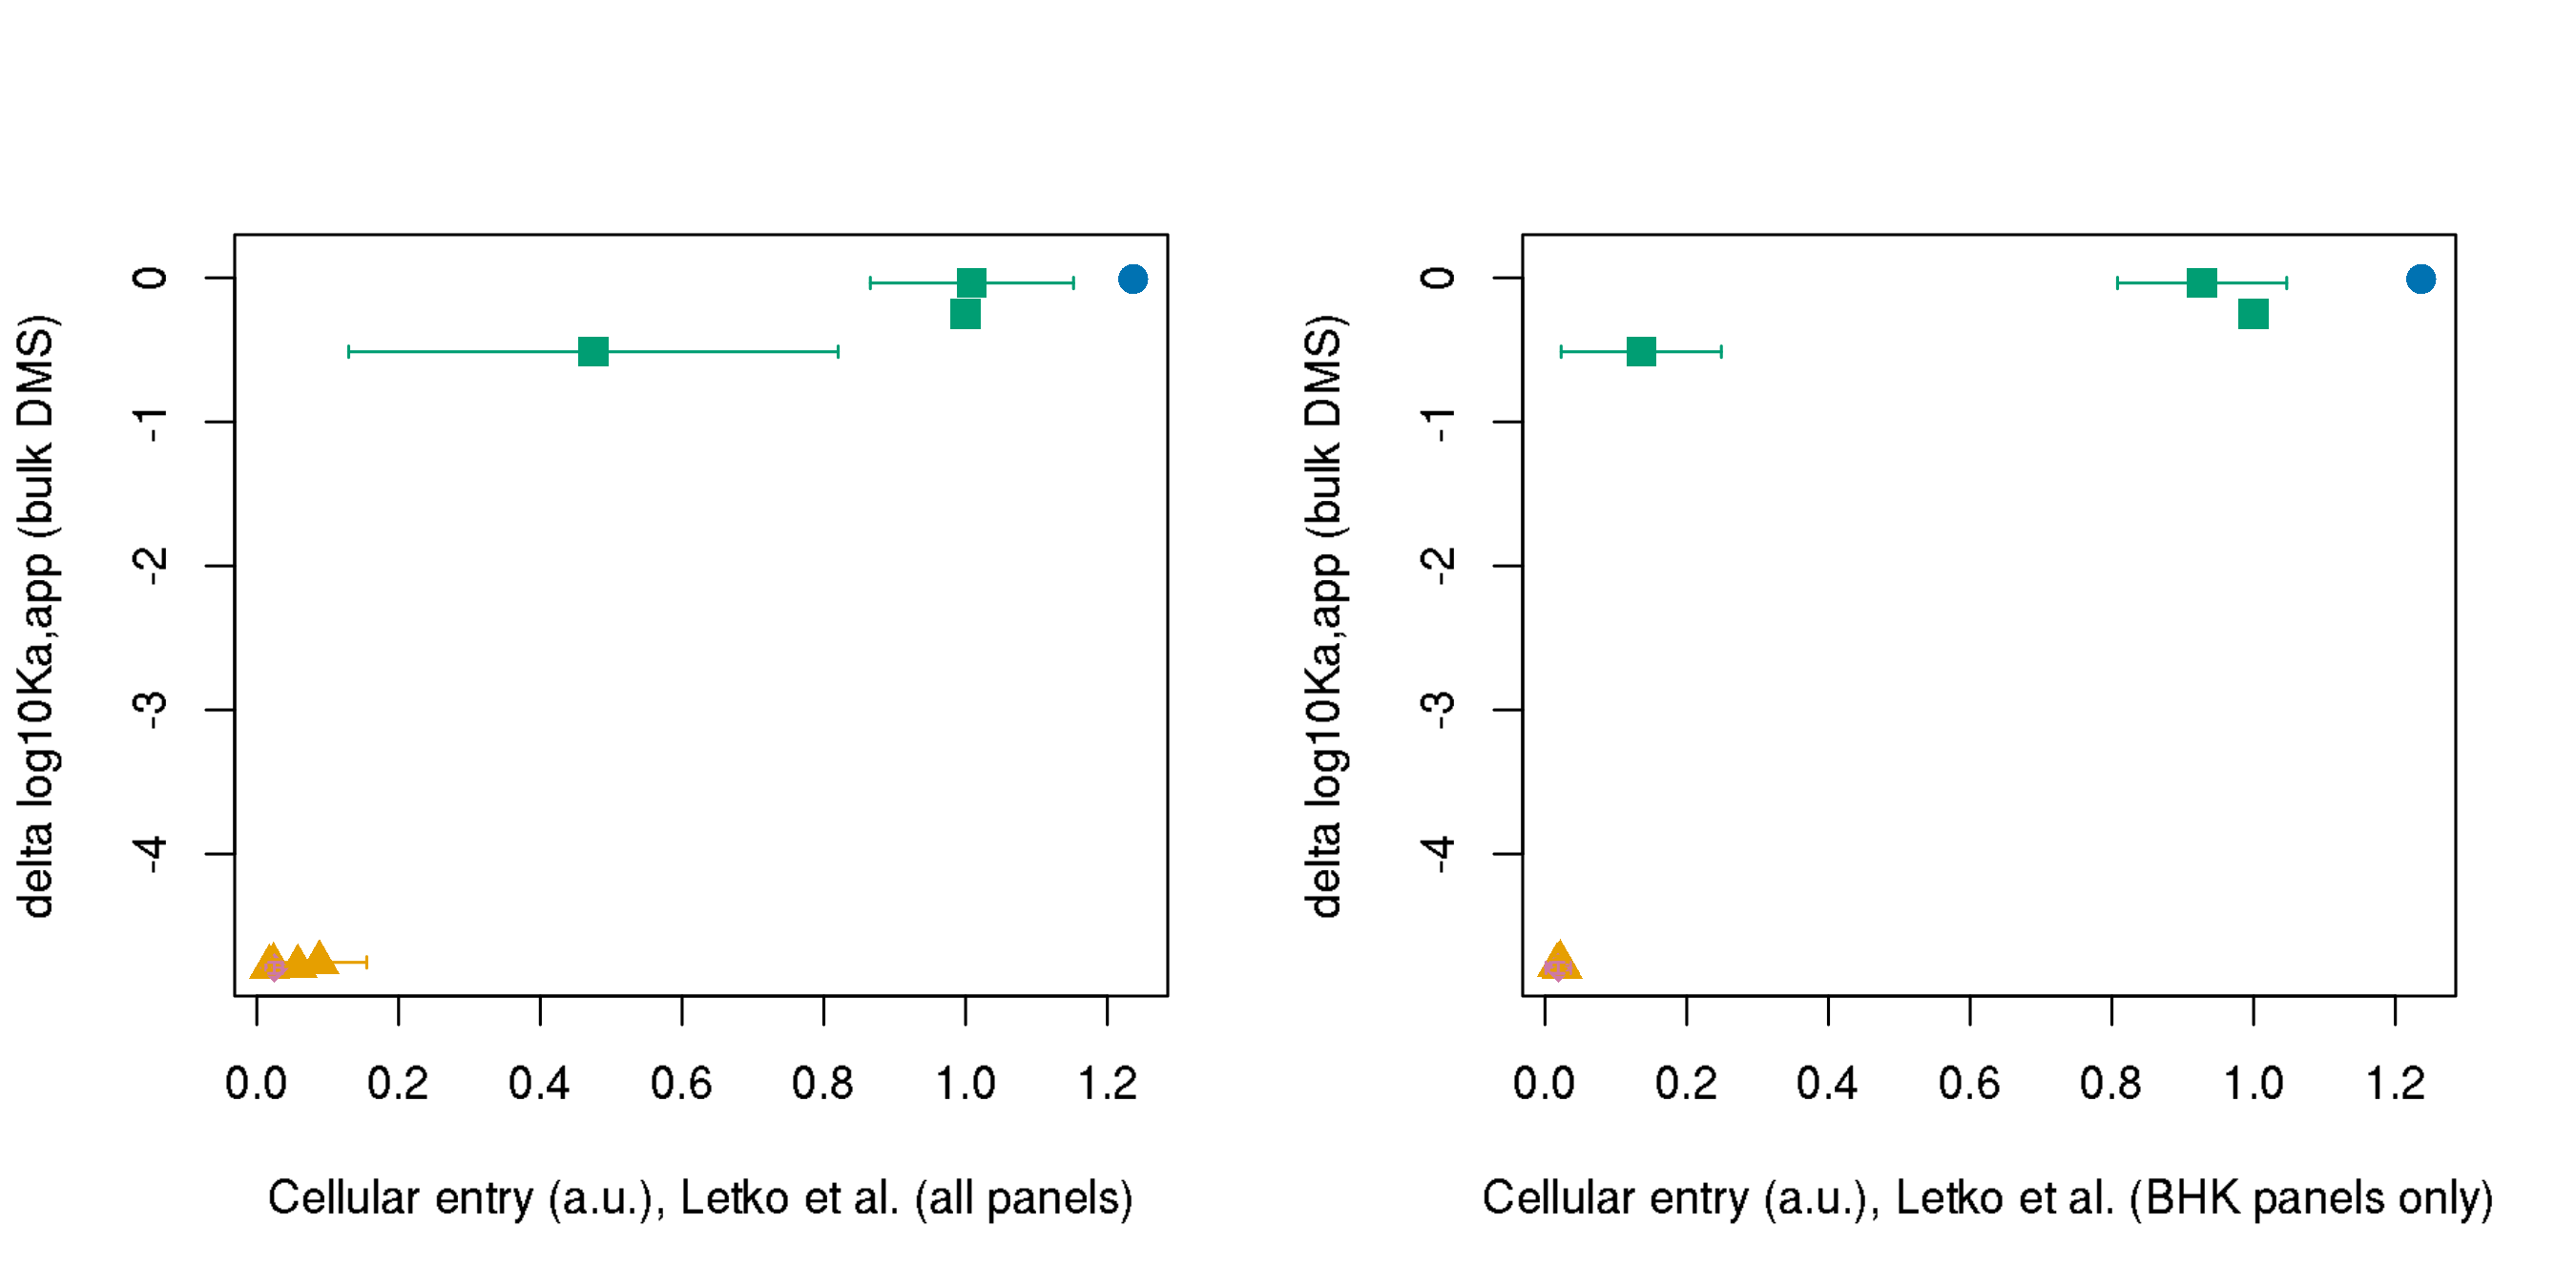 delta log10Ka,app (bulk DMS)
0
-1
-2
-3
-4
0.0 0.2 0.4 0.6 0.8 1.0 1.2
Cellular entry (a.u.), Letko et al. (all panels)
delta log10Ka,app (bulk DMS)
0
-1
-2
-3
-4
0.0 0.2 0.4 0.6 0.8 1.0 1.2
Cellular entry (a.u.), Letko et al. (BHK panels only)